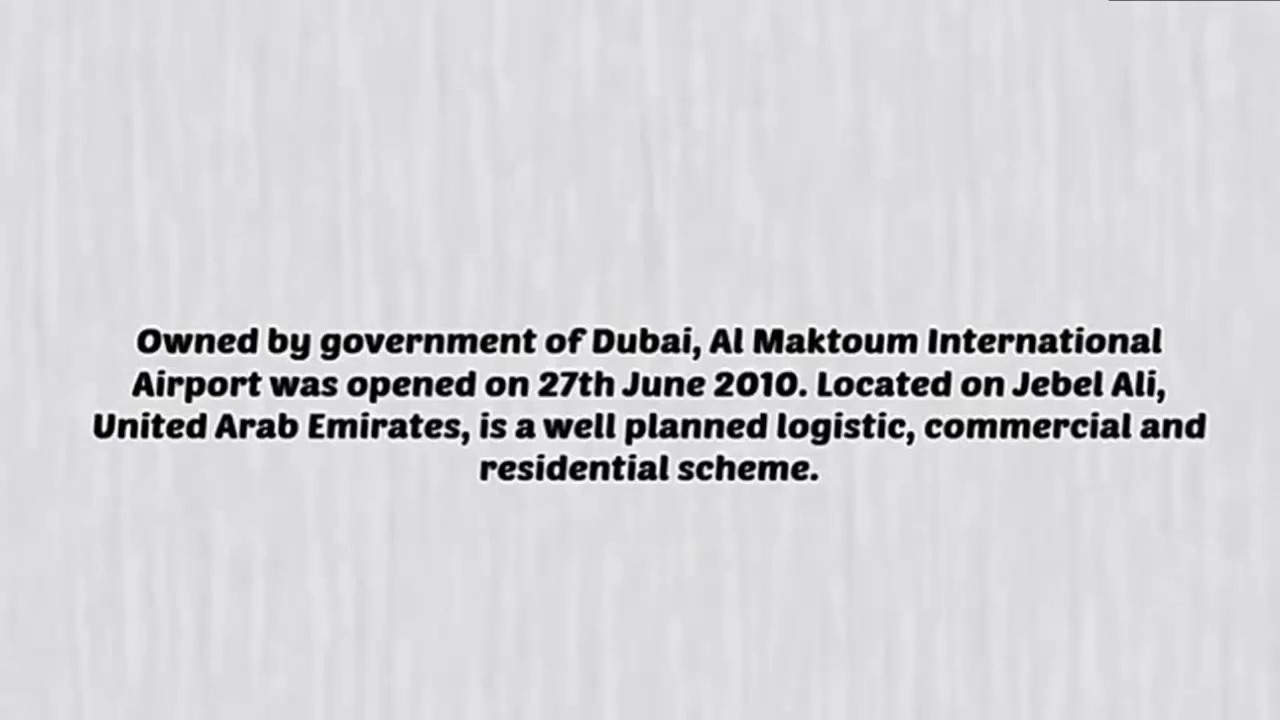 Owned by government of Dubai, Al Maktoum International
Airport was opened on 27th June 2010. Located on Jebel Ali,
United Arab Emirates, is a well planned logistic, commercial and
residential scheme.